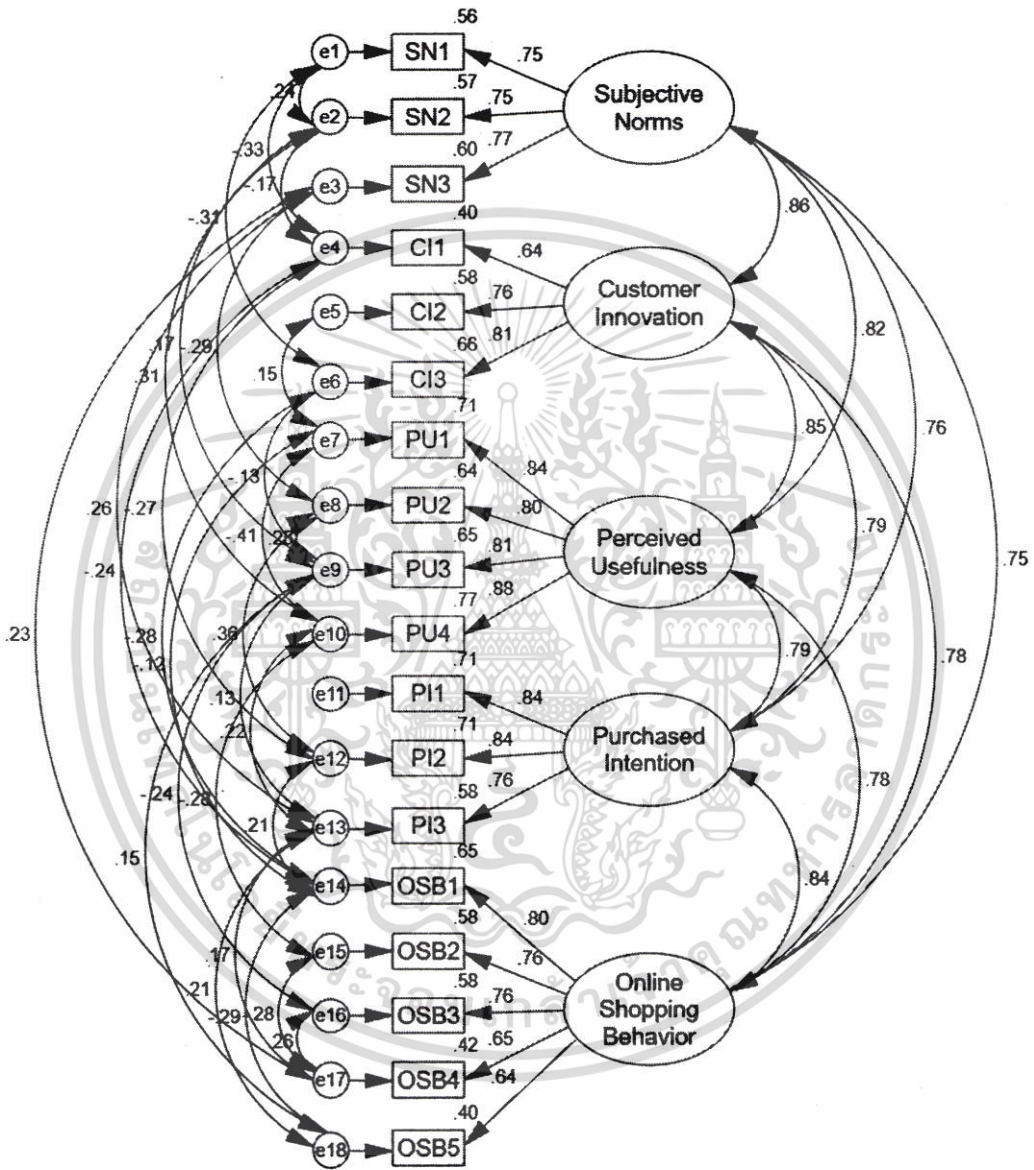 .56
e1
SN1
.75
.57
Subjective
Norms
.24
e2
SN2
.75
.77
.60
-.33
e3
SN3
-.17
.40
.86
-.31
e4
CI1
.64
.58
Customer
Innovation
e5
CI2
.76
.82
.66
.81
.17
-.29
e6
CI3
.31
.15
.71
.76
e7
PU1
.85
.64
.84
-.13
e8
PU2
.80
.26
-.27
.65
.79
.75
-.41
e9
PU3
.81
Perceived
Usefulness
-.24
.77
.88
.23
e10
PU4
.36
-.28
.71
.79
.78
-.12
e11
PI1
.84
.13
.71
Purchased
Intention
.22
e12
PI2
.84
.76
-.24
-.28
.58
.78
e13
PI3
.21
.15
.65
e14
OSB1
.84
.58
.80
e15
OSB2
.76
.17
.58
Online
Shopping
Behavior
.21
e16
OSB3
.76
-.29
.28
.42
.65
.26
e17
OSB4
.64
.40
e18
OSB5